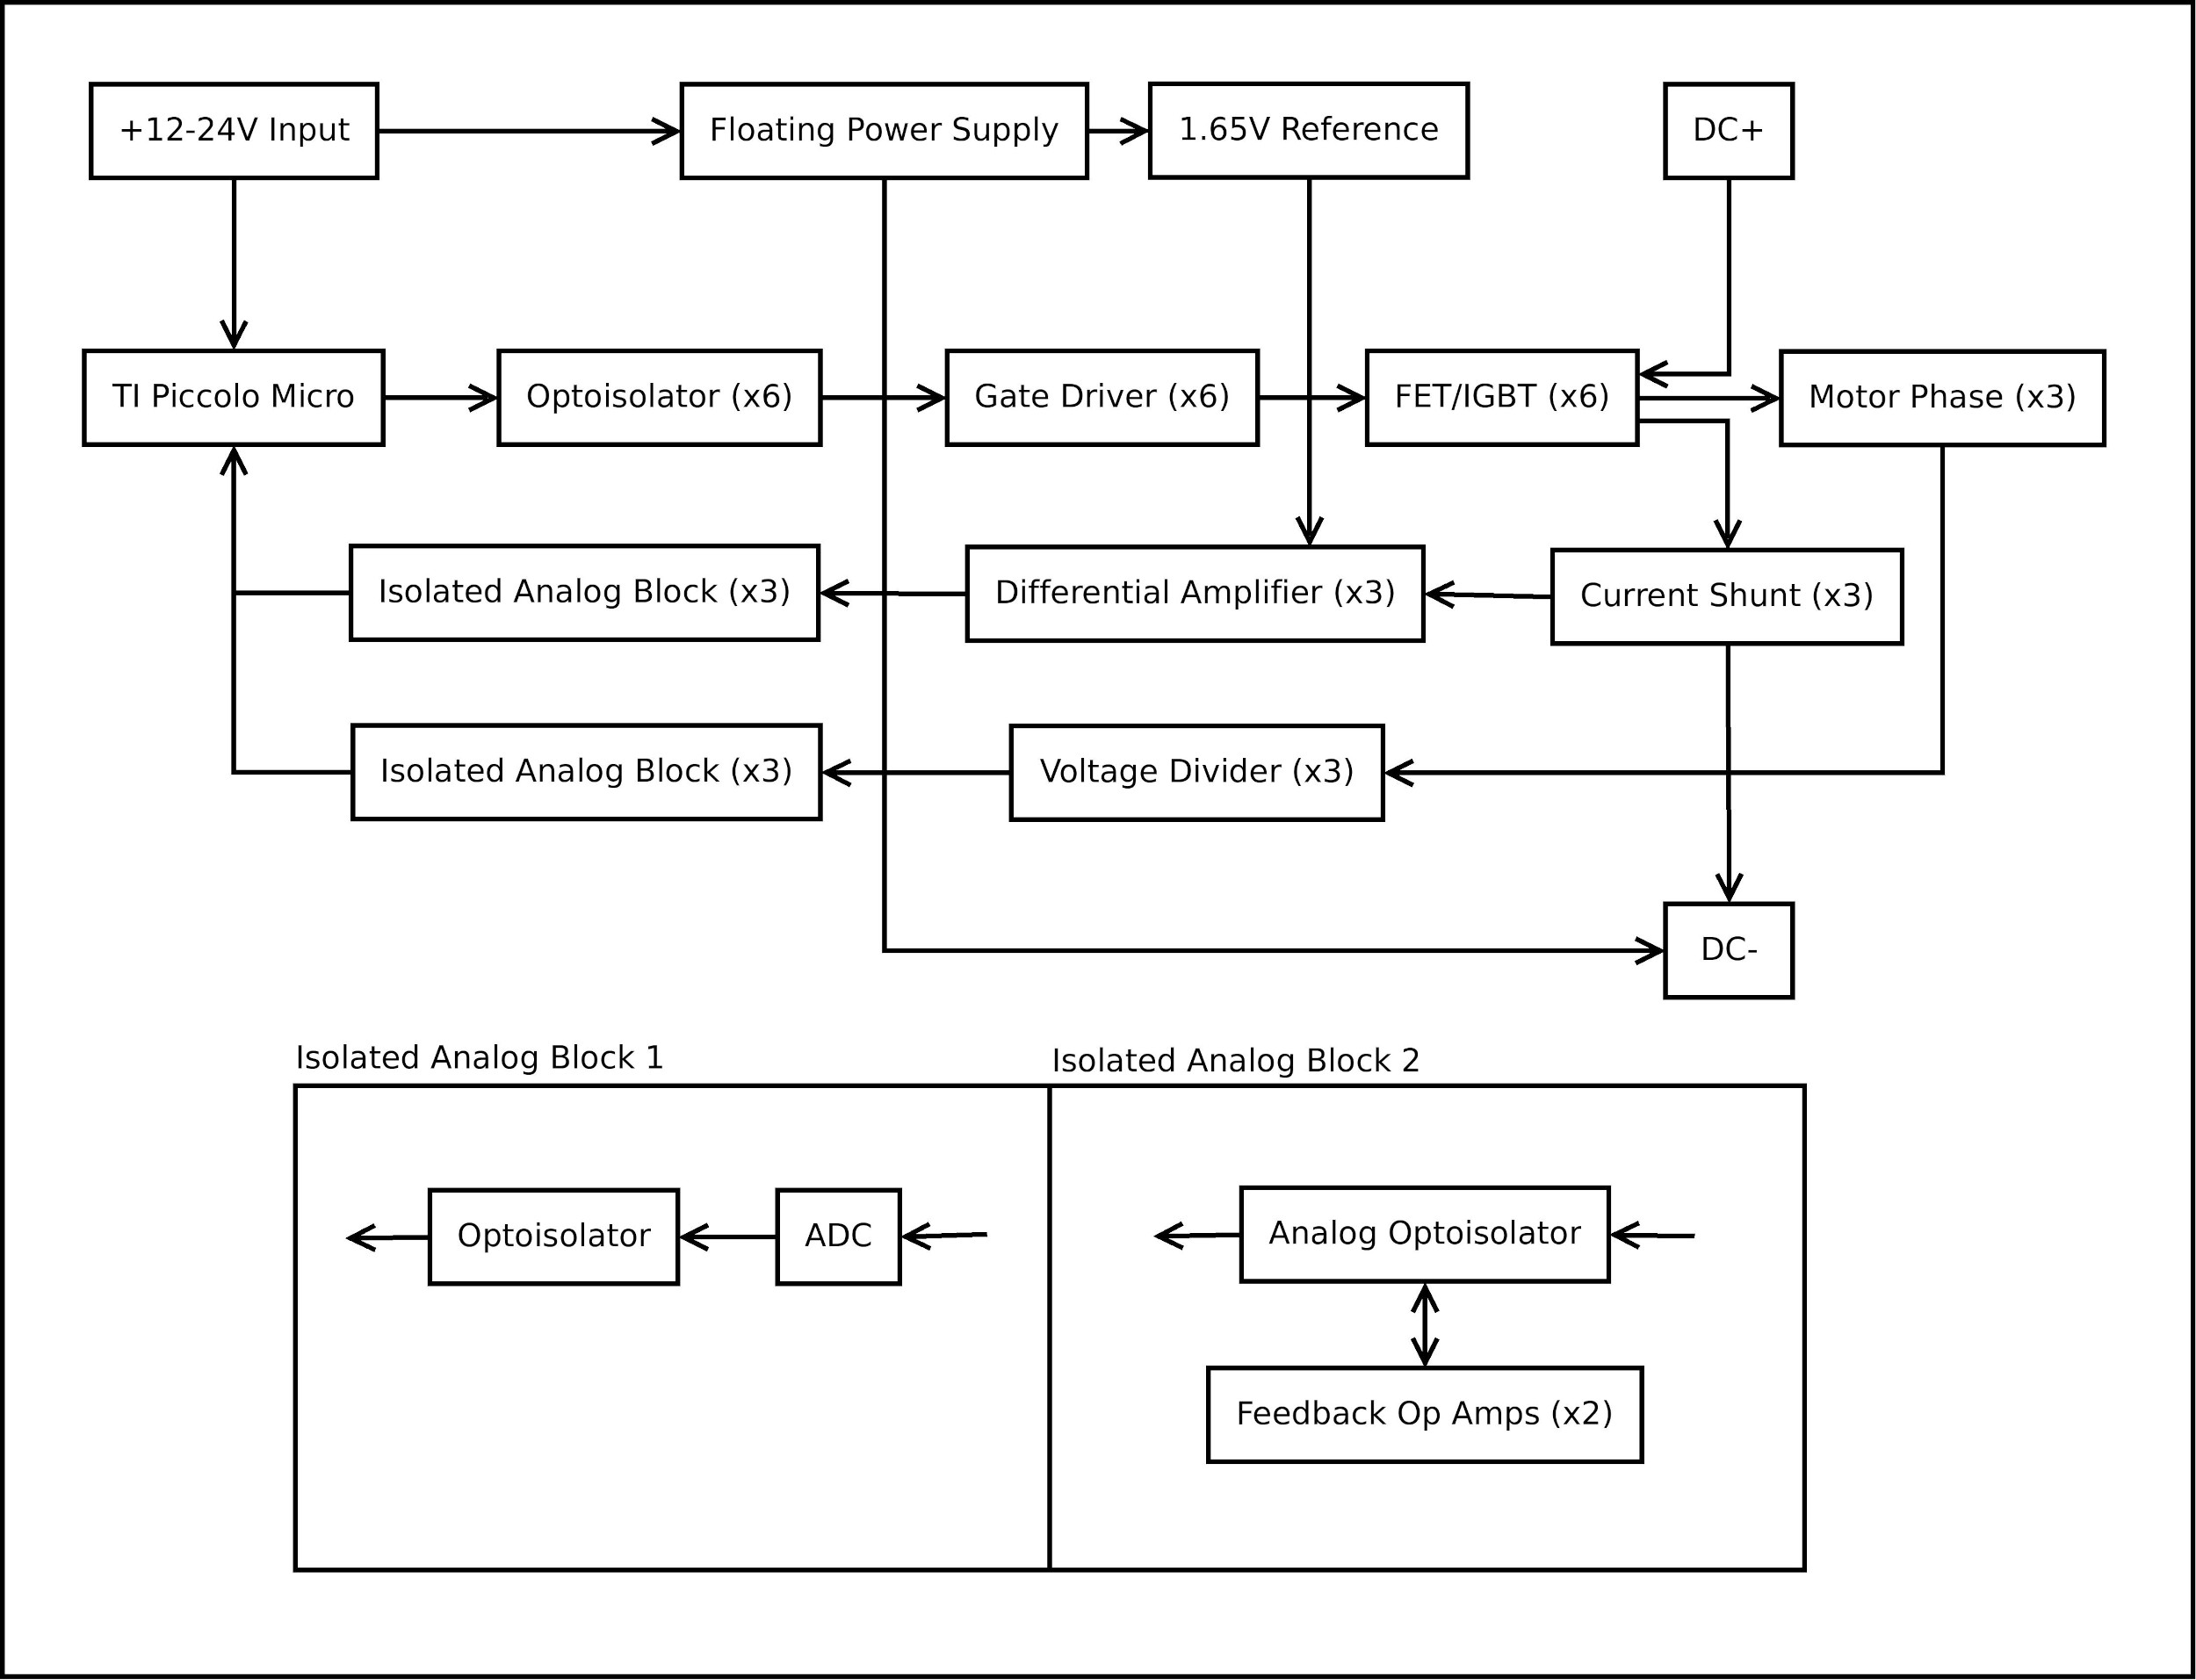 +12-24V Input
Floating Power Supply
1.65V Reference
DC+
TI Piccolo Micro
Optoisolator (x6)
Gate Driver (x6)
FET/IGBT (x6)
Motor Phase (x3)
Isolated Analog Block (x3)
Differential Amplifier (x3)
Current Shunt (x3)
Isolated Analog Block (x3)
Voltage Divider (x3)
DC-
Isolated Analog Block 1
Isolated Analog Block 2
Optoisolator
ADC
Analog Optoisolator
Feedback Op Amps (x2)